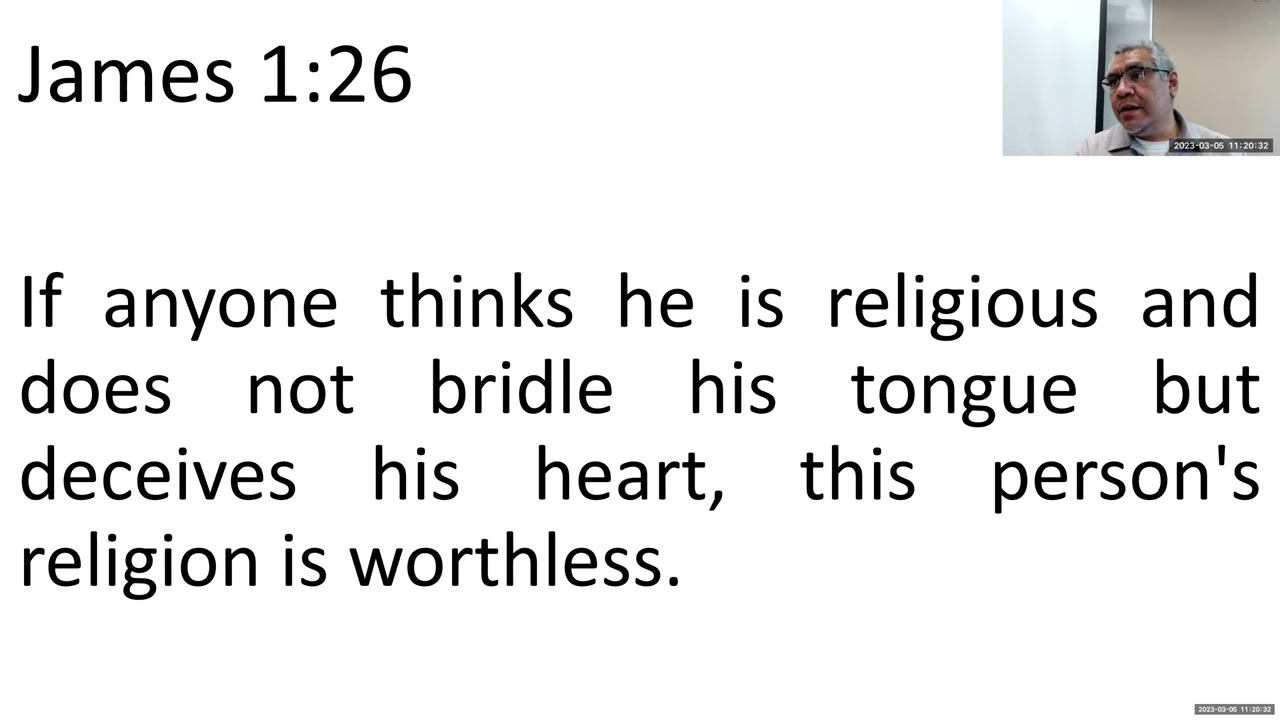 James 1:26
2023-03-05 11:20:32
If anyone thinks he is religious and
does not bridle his tongue but
deceives his heart, this person's
religion is worthless.
2023-03-05 11:20:32